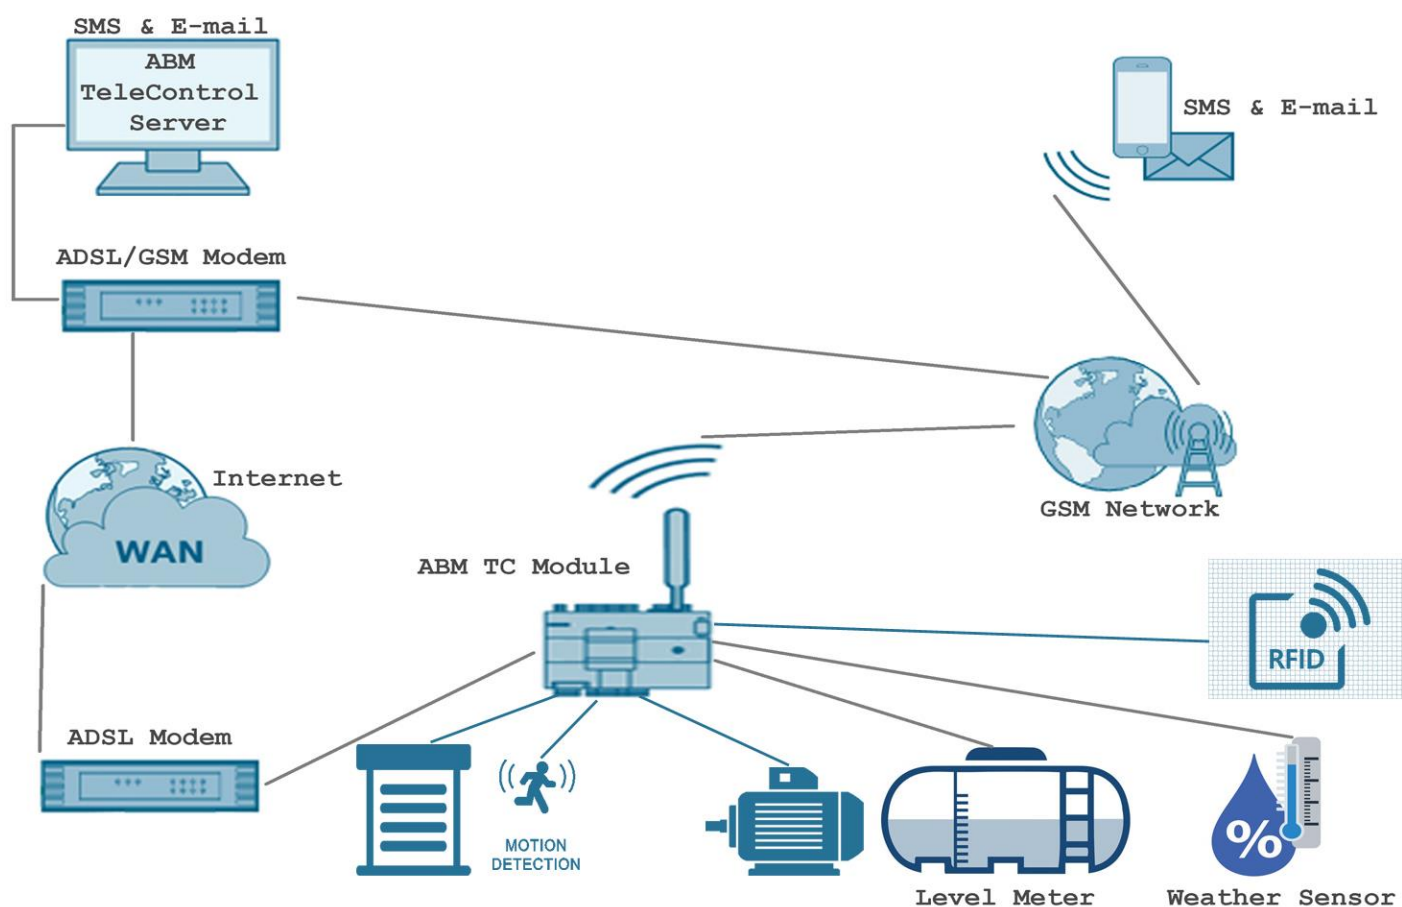 SMS & E-mail
ABM
TeleControl
Server
SMS & E-mail
ADSL/GSM Modem
Internet
WAN
GSM Network
ABM TC Module
RFID
ADSL Modem
MOTION
DETECTION
%
Level Meter
Weather Sensor